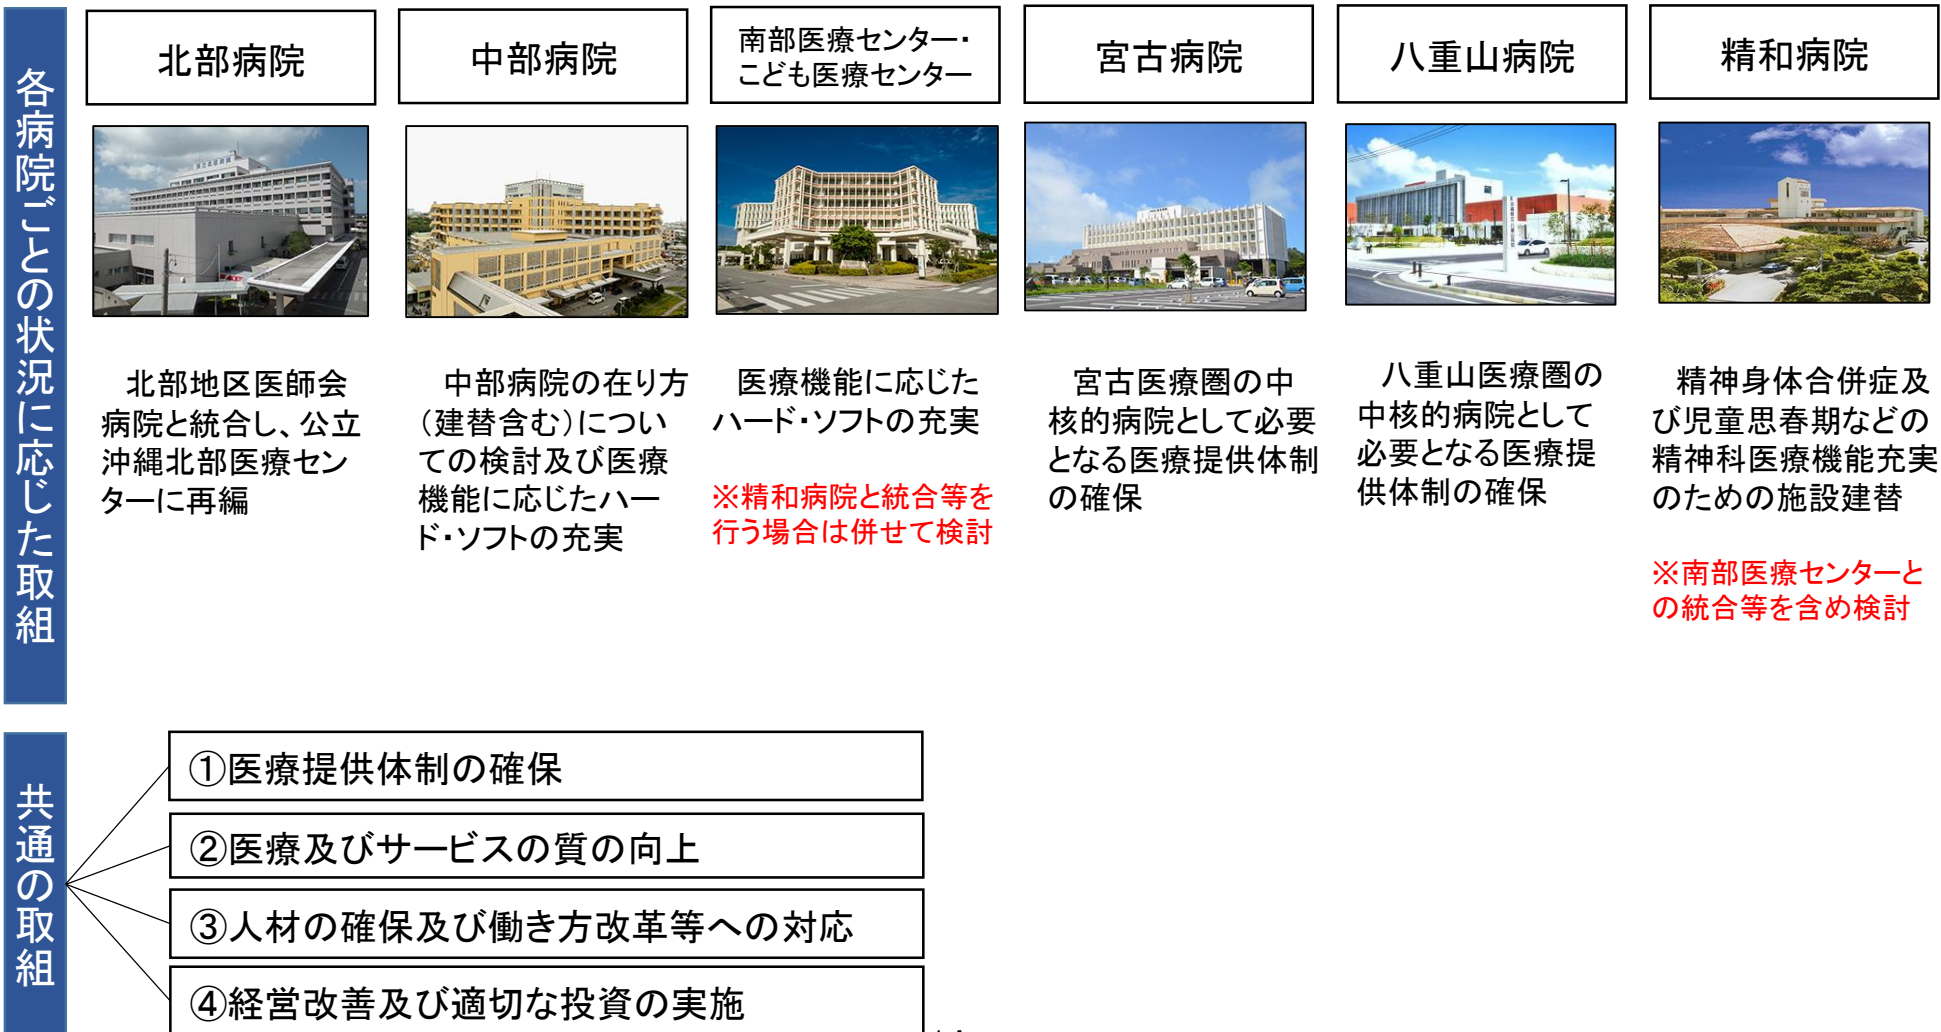 各病院ごとの状況に応じた取組
北部病院
中部病院
南部医療センター・
こども医療センター
宮古病院
八重山病院
精和病院
北部地区医師会
病院と統合し、公立
沖縄北部医療セン
ターに再編
中部病院の在り方
（建替含む）につい
ての検討及び医療
機能に応じたハー
ド・ソフトの充実
医療機能に応じた
ハード・ソフトの充実
※精和病院と統合等を
行う場合は併せて検討
宮古医療圏の中
核的病院として必要
となる医療提供体制
の確保
八重山医療圏の
中核的病院として
必要となる医療提
供体制の確保
精神身体合併症及
び児童思春期などの
精神科医療機能充実
のための施設建替
※南部医療センターと
の統合等を含め検討
共通の取組
①医療提供体制の確保
②医療及びサービスの質の向上
③人材の確保及び働き方改革等への対応
④経営改善及び適切な投資の実施